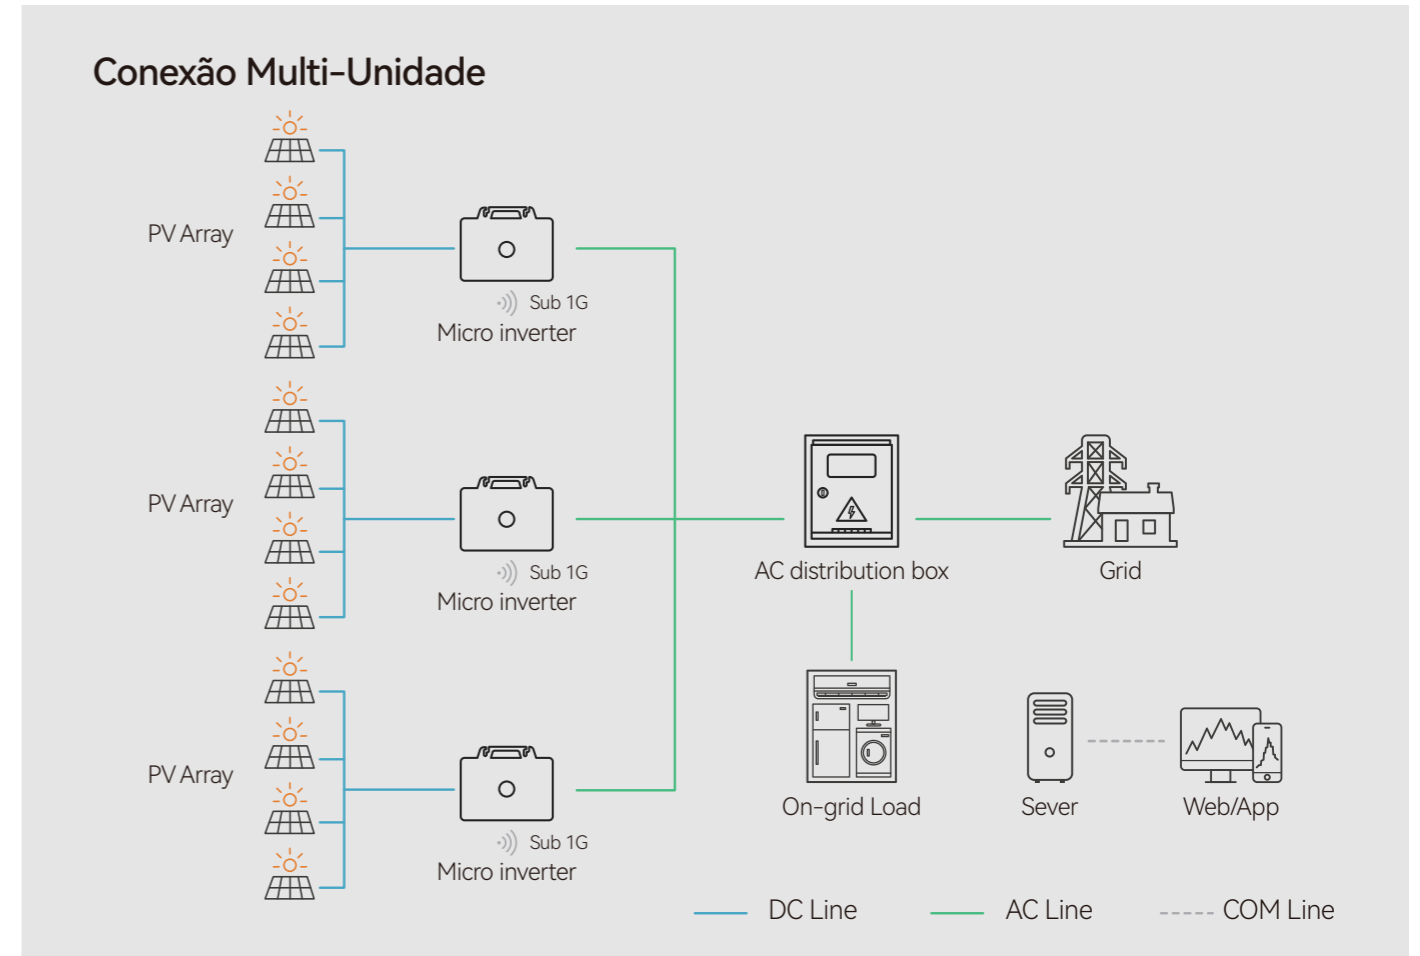 Conexão Multi-Unidade
PV Array
Sub 1G
Micro inverter
PV Array
Sub 1G
Micro inverter
AC distribution box
Grid
PV Array
Sub 1G
Micro inverter
On-grid Load
Sever
Web/App
DC Line
AC Line
COM Line